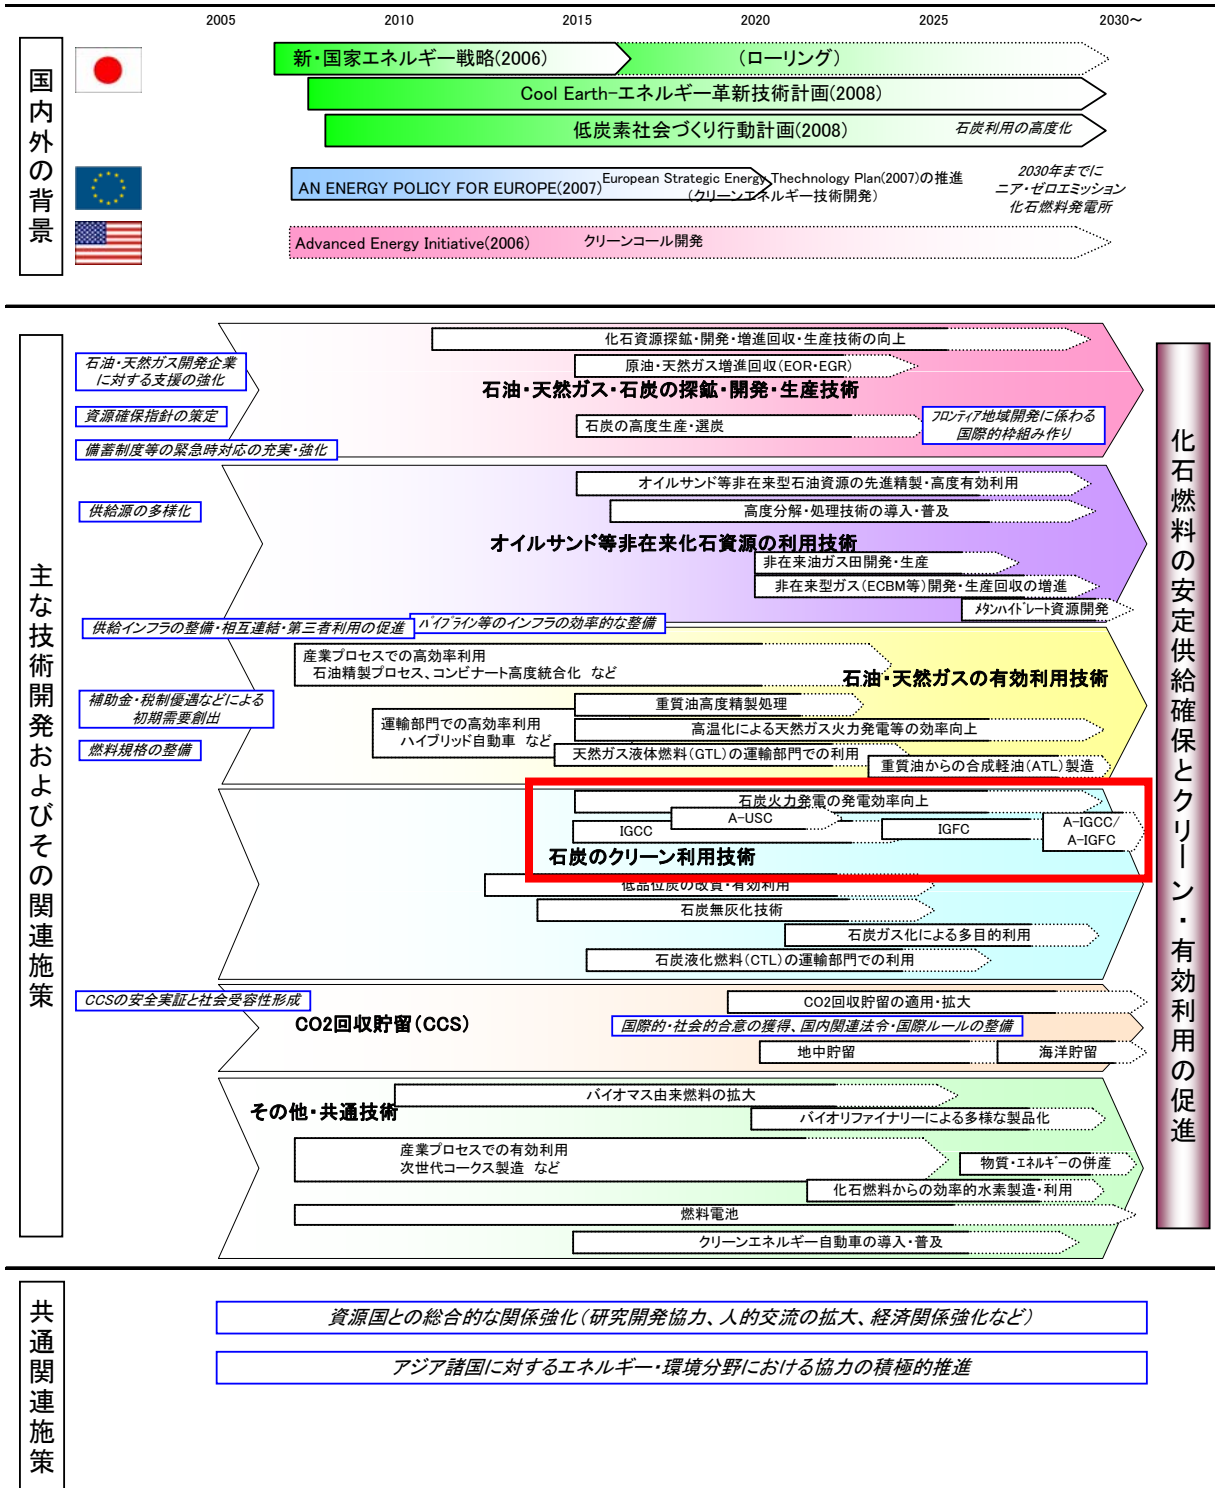 2005 2010 2015 2020 2025 2030～
国内外の背景
新・国家エネルギー戦略(2006) (ローリング)
Cool Earth-エネルギー革新技術計画(2008)
低炭素社会づくり行動計画(2008) 石炭利用の高度化
AN ENERGY POLICY FOR EUROPE(2007)
European Strategic Energy Thechnology Plan(2007)の推進
(クリーンエネルギー技術開発)
2030年までに
ニア・ゼロエミッション
化石燃料発電所
Advanced Energy Initiative(2006) クリーンコール開発
主な技術開発およびその関連施策
化石燃料の安定供給確保とクリーン・有効利用の促進
化石資源探鉱・開発・増進回収・生産技術の向上
石油・天然ガス開発企業
に対する支援の強化
原油・天然ガス増進回収(EOR・EGR)
石油・天然ガス・石炭の探鉱・開発・生産技術
資源確保指針の策定
石炭の高度生産・選炭
フロンティア地域開発に係わる
国際的枠組み作り
備蓄制度等の緊急時対応の充実・強化
オイルサンド等非在来型石油資源の先進精製・高度有効利用
供給源の多様化
高度分解・処理技術の導入・普及
オイルサンド等非在来化石資源の利用技術
非在来油ガス田開発・生産
非在来型ガス(ECBM等)開発・生産回収の増進
メタンハイドレート資源開発
供給インフラの整備・相互連結・第三者利用の促進
パイプライン等のインフラの効率的な整備
産業プロセスでの高効率利用
石油精製プロセス、コンビナート高度統合化 など
石油・天然ガスの有効利用技術
補助金・税制優遇などによる
初期需要創出
重質油高度精製処理
運輸部門での高効率利用
ハイブリッド自動車 など
高温化による天然ガス火力発電等の効率向上
燃料規格の整備
天然ガス液体燃料(GTL)の運輸部門での利用
重質油からの合成軽油(ATL)製造
石炭火力発電の発電効率向上
A-USC
IGCC
IGFC
A-IGCC/
A-IGFC
石炭のクリーン利用技術
低品位炭の改質・有効利用
石炭無灰化技術
石炭ガス化による多目的利用
石炭液化燃料(CTL)の運輸部門での利用
CCSの安全実証と社会受容性形成
CO2回収貯留の適用・拡大
CO2回収貯留(CCS)
国際的・社会的合意の獲得、国内関連法令・国際ルールの整備
地中貯留
海洋貯留
バイオマス由来燃料の拡大
その他・共通技術
バイオリファイナリーによる多様な製品化
産業プロセスでの有効利用
次世代コークス製造 など
物質・エネルギーの併産
化石燃料からの効率的水素製造・利用
燃料電池
クリーンエネルギー自動車の導入・普及
共通関連施策
資源国との総合的な関係強化(研究開発協力、人的交流の拡大、経済関係強化など)
アジア諸国に対するエネルギー・環境分野における協力の積極的推進